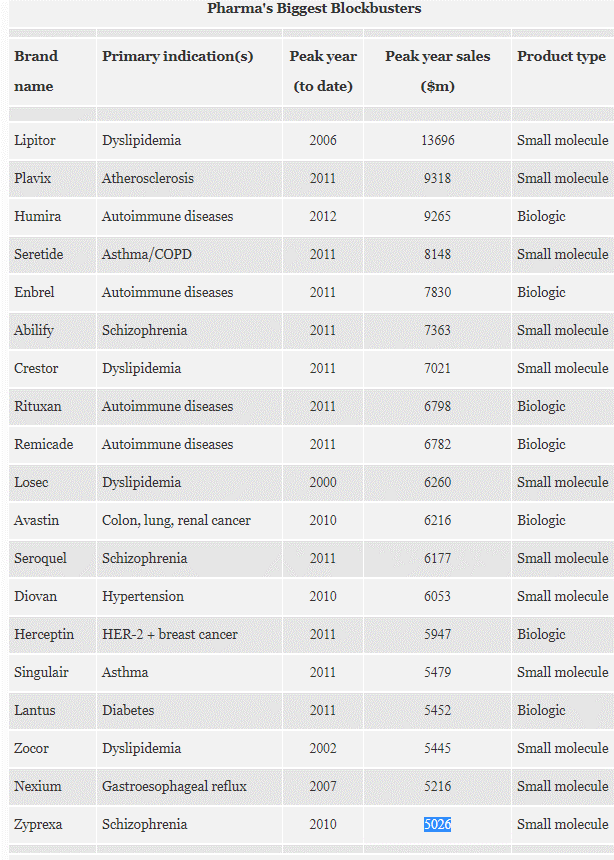 Pharma's Biggest Blockbusters
Brand name Primary indication(s) Peak year (to date) Peak year sales ($m) Product type
Lipitor Dyslipidemia 2006 13696 Small molecule
Plavix Atherosclerosis 2011 9318 Small molecule
Humira Autoimmune diseases 2012 9265 Biologic
Seretide Asthma/COPD 2011 8148 Small molecule
Enbrel Autoimmune diseases 2011 7830 Biologic
Abilify Schizophrenia 2011 7363 Small molecule
Crestor Dyslipidemia 2011 7021 Small molecule
Rituxan Autoimmune diseases 2011 6798 Biologic
Remicade Autoimmune diseases 2011 6782 Biologic
Losec Dyslipidemia 2000 6260 Small molecule
Avastin Colon, lung, renal cancer 2010 6216 Biologic
Seroquel Schizophrenia 2011 6177 Small molecule
Diovan Hypertension 2010 6053 Small molecule
Herceptin HER-2 + breast cancer 2011 5947 Biologic
Singulair Asthma 2011 5479 Small molecule
Lantus Diabetes 2011 5452 Biologic
Zocor Dyslipidemia 2002 5445 Small molecule
Nexium Gastroesophageal reflux 2007 5216 Small molecule
Zyprexa Schizophrenia 2010 5026 Small molecule